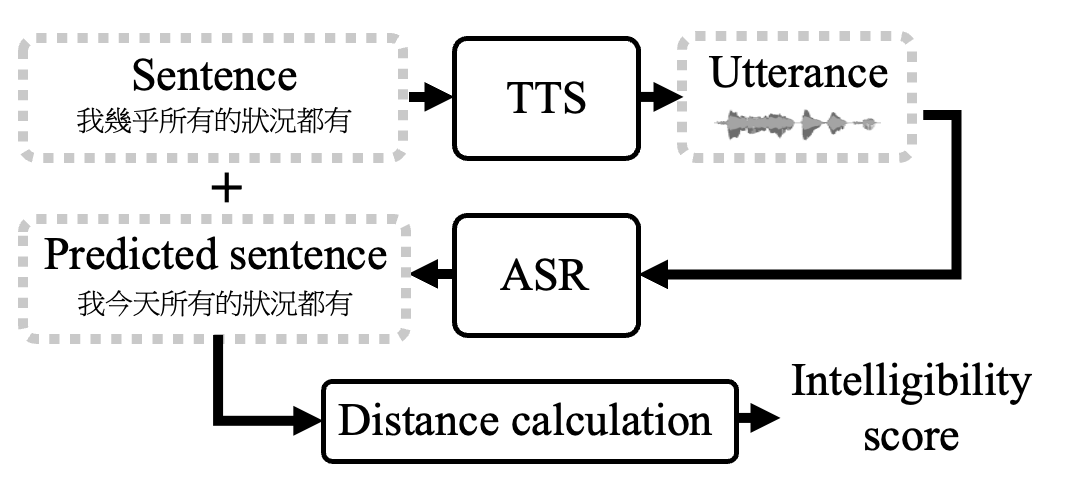 Sentence
我幾乎所有的狀況都有
TTS
Utterance
+
Predicted sentence
我今天所有的狀況都有
ASR
Distance calculation
Intelligibility
score